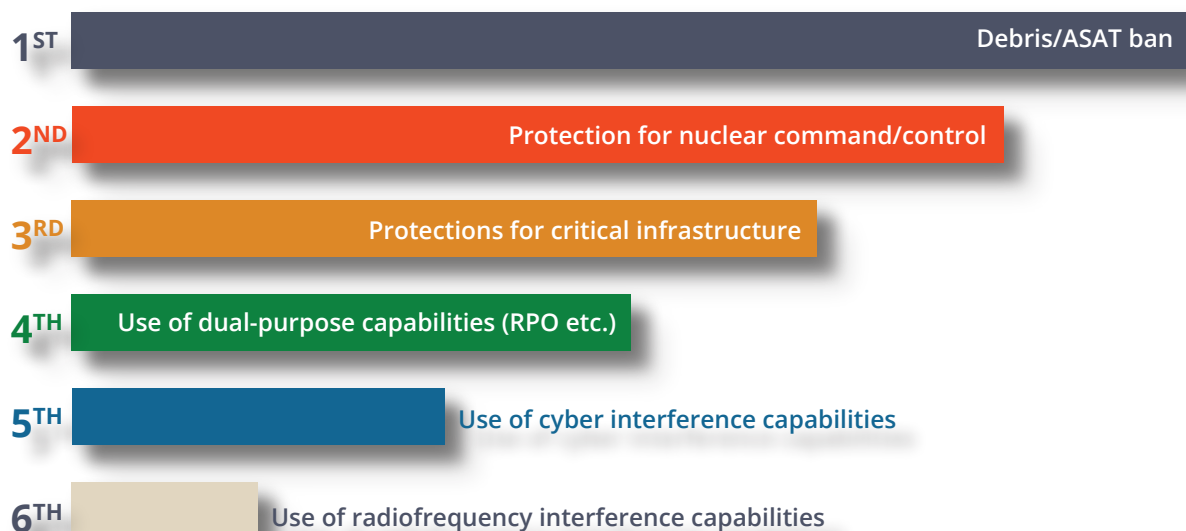 1ST Debris/ASAT ban
2ND Protection for nuclear command/control
3RD Protections for critical infrastructure
4TH Use of dual-purpose capabilities (RPO etc.)
5TH Use of cyber interference capabilities
6TH Use of radiofrequency interference capabilities